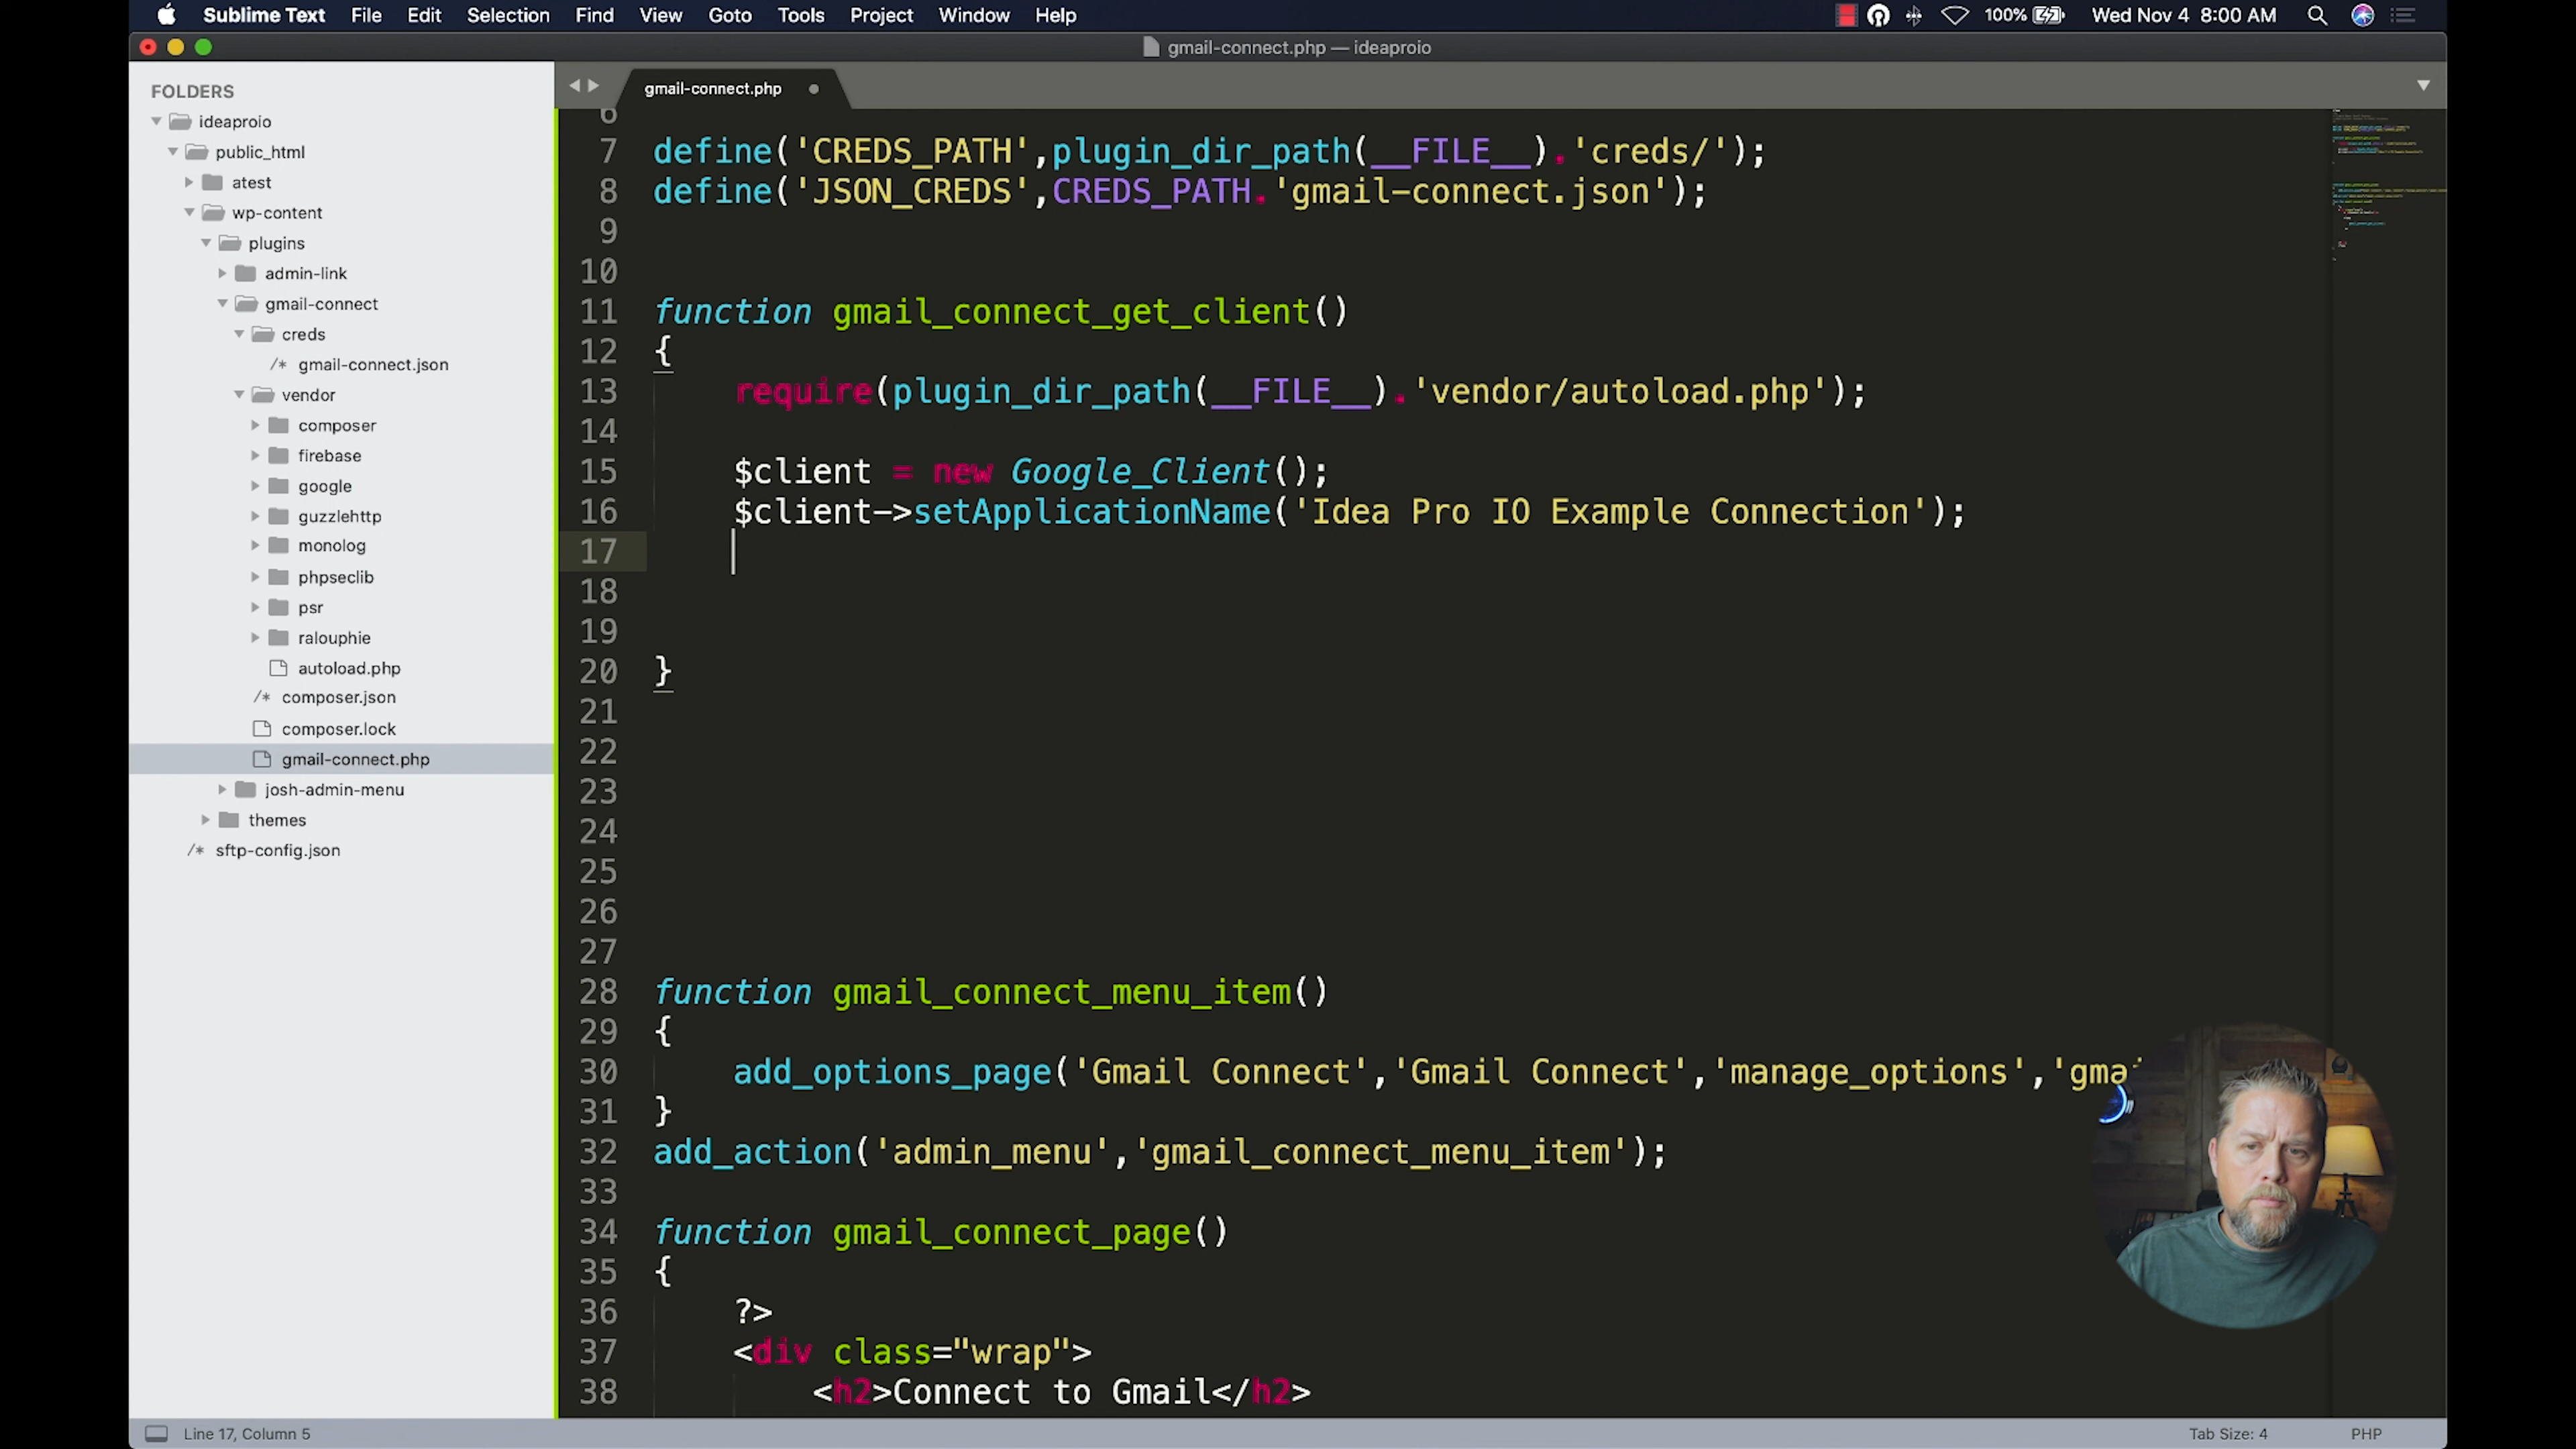 Sublime Text File Edit Selection Find View Goto Tools Project Window Help 100% Wed Nov 4 8:00 AM
gmail-connect.php — ideaproio
FOLDERS
ideaproio
public_html
atest
wp-content
plugins
admin-link
gmail-connect
creds
/* gmail-connect.json
vendor
composer
firebase
google
guzzlehttp
monolog
phpseclib
psr
ralouphie
autoload.php
/* composer.json
composer.lock
gmail-connect.php
josh-admin-menu
themes
/* sftp-config.json
gmail-connect.php
6
7 define('CREDS_PATH',plugin_dir_path(__FILE__).'creds/');
8 define('JSON_CREDS',CREDS_PATH.'gmail-connect.json');
9
10
11 function gmail_connect_get_client()
12 {
13 require(plugin_dir_path(__FILE__).'vendor/autoload.php');
14
15 $client = new Google_Client();
16 $client->setApplicationName('Idea Pro IO Example Connection');
17
18
19
20 }
21
22
23
24
25
26
27
28 function gmail_connect_menu_item()
29 {
30 add_options_page('Gmail Connect','Gmail Connect','manage_options','gmai
31 }
32 add_action('admin_menu','gmail_connect_menu_item');
33
34 function gmail_connect_page()
35 {
36 ?>
37 <div class="wrap">
38 <h2>Connect to Gmail</h2>
Line 17, Column 5 Tab Size: 4 PHP